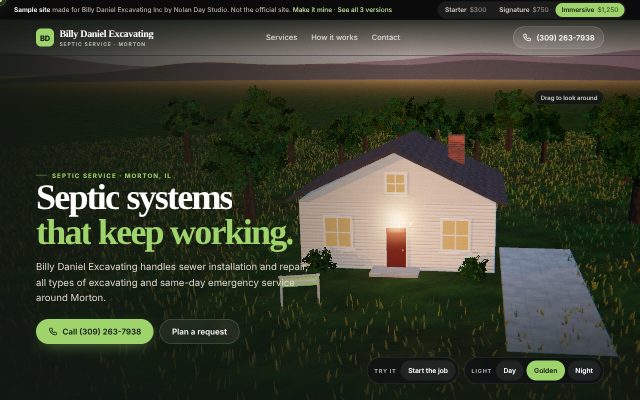 Sample site made for Billy Daniel Excavating Inc by Nolan Day Studio. Not the official site. Make it mine · See all 3 versions
Starter $300 Signature $750 Immersive $1,250
BD Billy Daniel Excavating
SEPTIC SERVICE · MORTON
Services How it works Contact
(309) 263-7938
Drag to look around
SEPTIC SERVICE · MORTON, IL
Septic systems
that keep working.
Billy Daniel Excavating handles sewer installation and repair,
all types of excavating and same-day emergency service
around Morton.
Call (309) 263-7938 Plan a request
TRY IT Start the job LIGHT Day Golden Night